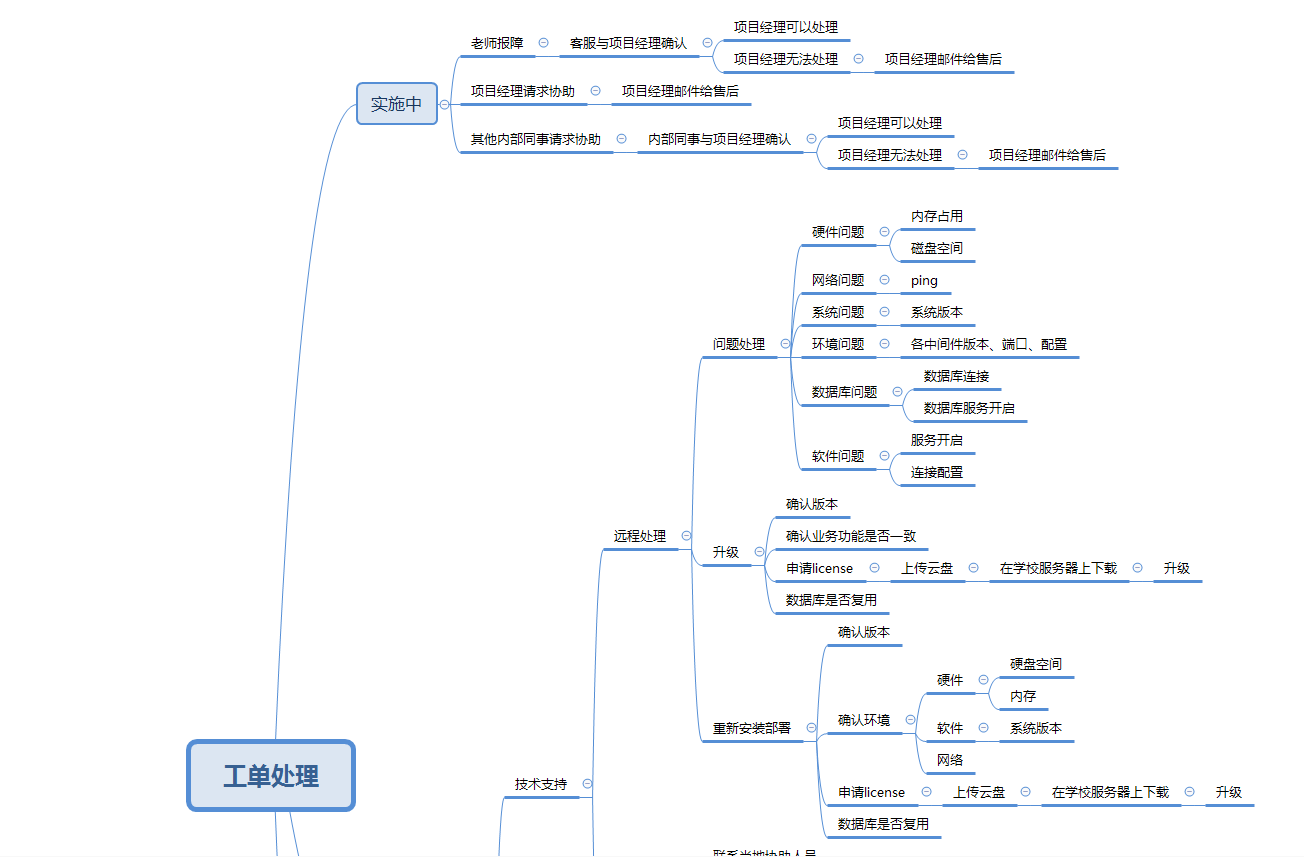 工单处理
实施中
老师报障
客服与项目经理确认
项目经理可以处理
项目经理无法处理
项目经理邮件给售后
项目经理请求协助
项目经理邮件给售后
其他内部同事请求协助
内部同事与项目经理确认
项目经理可以处理
项目经理无法处理
项目经理邮件给售后
技术支持
远程处理
问题处理
硬件问题
内存占用
磁盘空间
网络问题
ping
系统问题
系统版本
环境问题
各中间件版本、端口、配置
数据库问题
数据库连接
数据库服务开启
软件问题
服务开启
连接配置
升级
确认版本
确认业务功能是否一致
申请license
上传云盘
在学校服务器上下载
升级
数据库是否复用
重新安装部署
确认版本
确认环境
硬件
硬盘空间
内存
软件
系统版本
网络
申请license
上传云盘
在学校服务器上下载
升级
数据库是否复用
联系当地协助人员